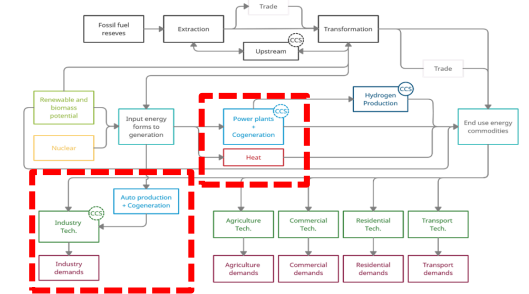 Trade
Fossil fuel
reseves
Extraction
Transformation
CCS
Upstream
Trade
Renewable and
biomass
potential
Nuclear
Input energy
forms to
generation
CCS
Power plants
+
Cogeneration
Heat
CCS
Hydrogen
Production
End use energy
commodities
Auto production
+ Cogeneration
CCS
Industry
Tech.
Industry
demands
Agriculture
Tech.
Commercial
Tech.
Residential
Tech.
Transport
Tech.
Agriculture
demands
Commercial
demands
Residential
demands
Transport
demands